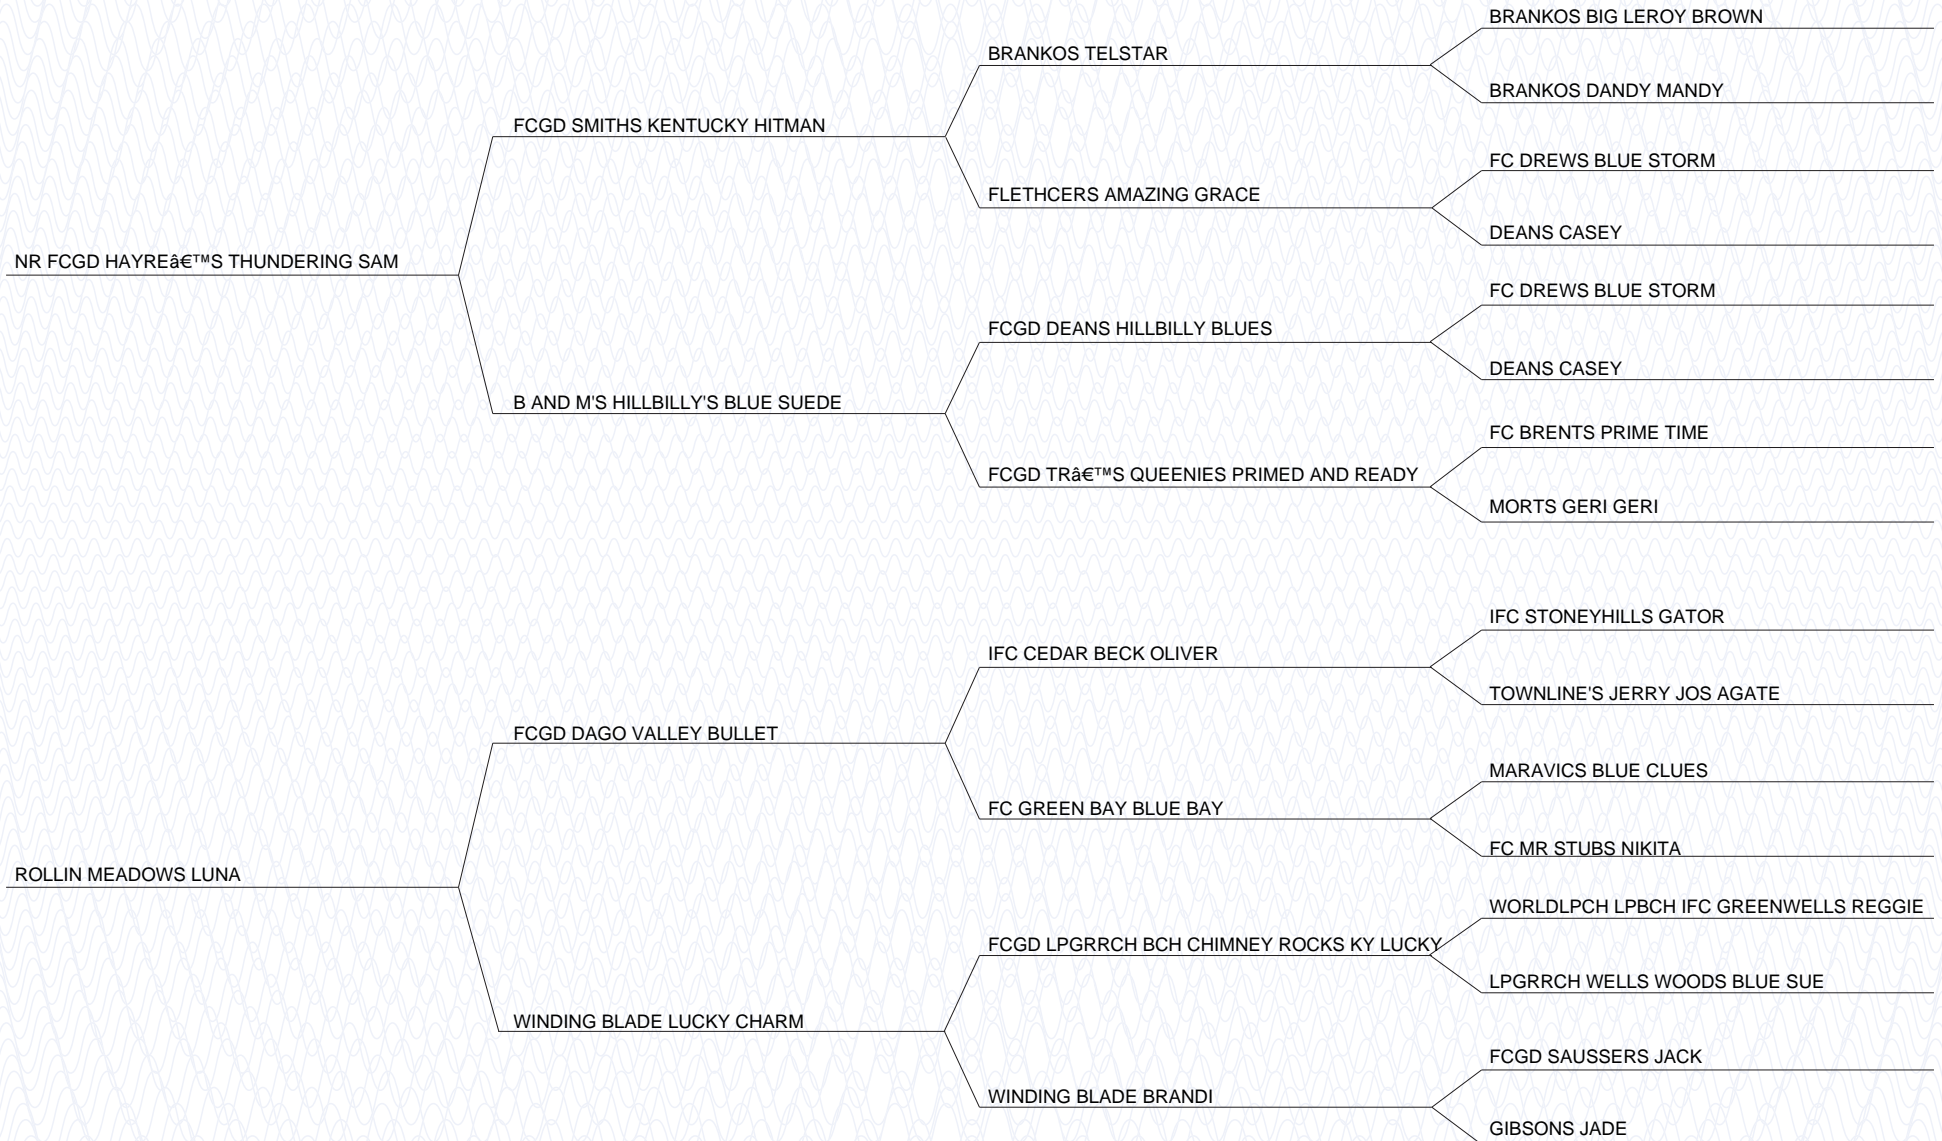 BRANKOS BIG LEROY BROWN
BRANKOS TELSTAR
BRANKOS DANDY MANDY
FCGD SMITHS KENTUCKY HITMAN
FC DREWS BLUE STORM
FLETHCERS AMAZING GRACE
DEANS CASEY
NR FCGD HAYREâ€™S THUNDERING SAM
FC DREWS BLUE STORM
FCGD DEANS HILLBILLY BLUES
DEANS CASEY
B AND M'S HILLBILLY'S BLUE SUEDE
FC BRENTS PRIME TIME
FCGD TRâ€™S QUEENIES PRIMED AND READY
MORTS GERI GERI
IFC STONEYHILLS GATOR
IFC CEDAR BECK OLIVER
TOWNLINE'S JERRY JOS AGATE
FCGD DAGO VALLEY BULLET
MARAVICS BLUE CLUES
FC GREEN BAY BLUE BAY
FC MR STUBS NIKITA
ROLLIN MEADOWS LUNA
WORLDLPCH LPBCH IFC GREENWELLS REGGIE
FCGD LPGRRCH BCH CHIMNEY ROCKS KY LUCKY
LPGRRCH WELLS WOODS BLUE SUE
WINDING BLADE LUCKY CHARM
FCGD SAUSSERS JACK
WINDING BLADE BRANDI
GIBSONS JADE